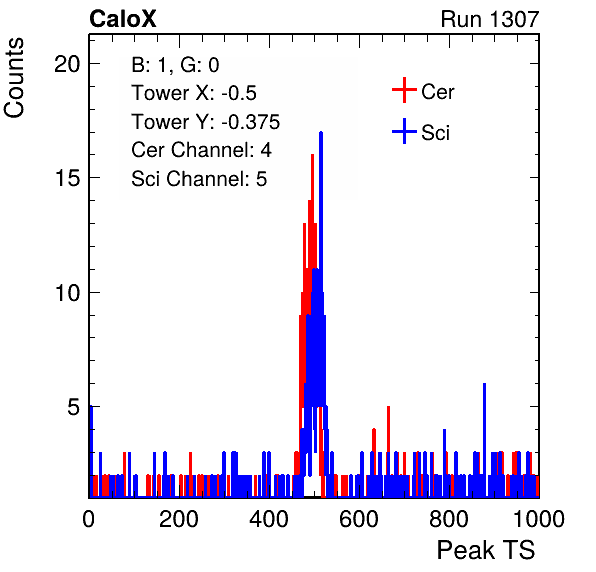 CaloX Run 1307
Counts
B: 1, G: 0
Tower X: -0.5
Tower Y: -0.375
Cer Channel: 4
Sci Channel: 5
Cer
Sci
20
15
10
5
0 200 400 600 800 1000
Peak TS